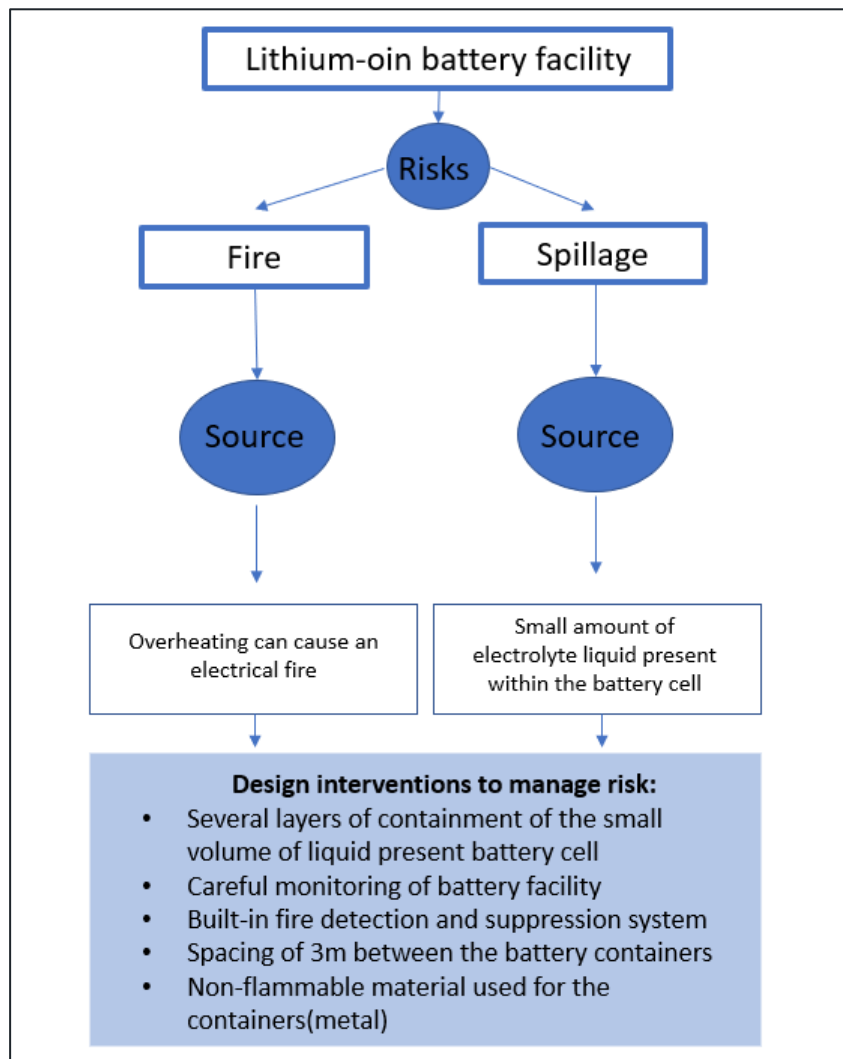 Lithium-oin battery facility
Risks
Fire
Spillage
Source
Source
Overheating can cause an
electrical fire
Small amount of
electrolyte liquid present
within the battery cell
Design interventions to manage risk:
• Several layers of containment of the small
volume of liquid present battery cell
• Careful monitoring of battery facility
• Built-in fire detection and suppression system
• Spacing of 3m between the battery containers
• Non-flammable material used for the
containers(metal)